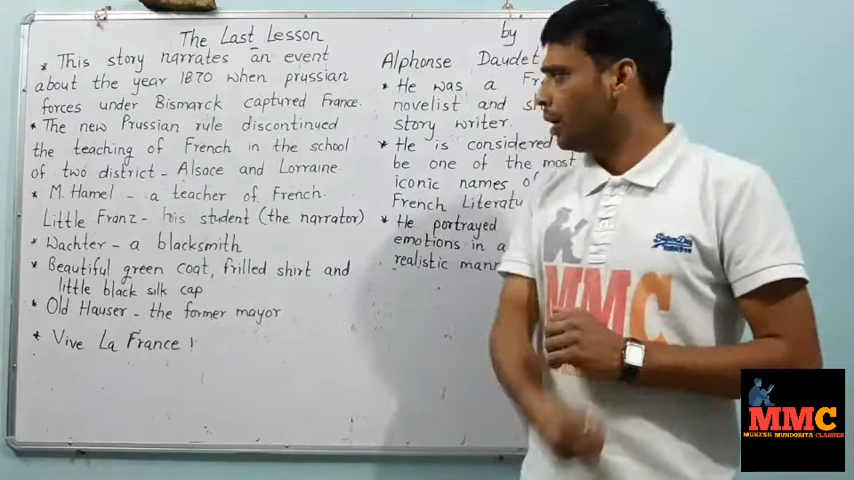 The Last Lesson
* This story narrates an event
about the year 1870 when prussian
forces under Bismarck captured France.
* The new Prussian rule discontinued
the teaching of French in the school
of two district - Alsace and Lorraine.
* M. Hamel - a teacher of French.
Little Franz - his student (the narrator)
* Wachter - a blacksmith
* Beautiful green coat, frilled shirt and
little black silk cap
* Old Hauser - the former mayor
* Vive La France !
by
Alphonse Daudet
* He was a
novelist and
story writer.
* He is considered
be one of the most
iconic names of
French
* He portrayed
emotions in a
realistic
MMC
Superdry
MMC
MUKESH MUNDORITA CLASSES